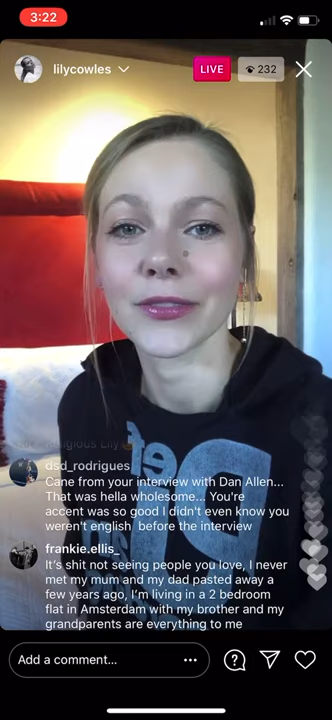 3:22
lilycowles
LIVE
232
Religious Lily
dsd_rodrigues
Cane from your interview with Dan Allen...
That was hella wholesome... You're
accent was so good I didn't even know you
weren't english before the interview
frankie.ellis_
It's shit not seeing people you love, I never
met my mum and my dad pasted away a
few years ago, I'm living in a 2 bedroom
flat in Amsterdam with my brother and my
grandparents are everything to me
Add a comment...